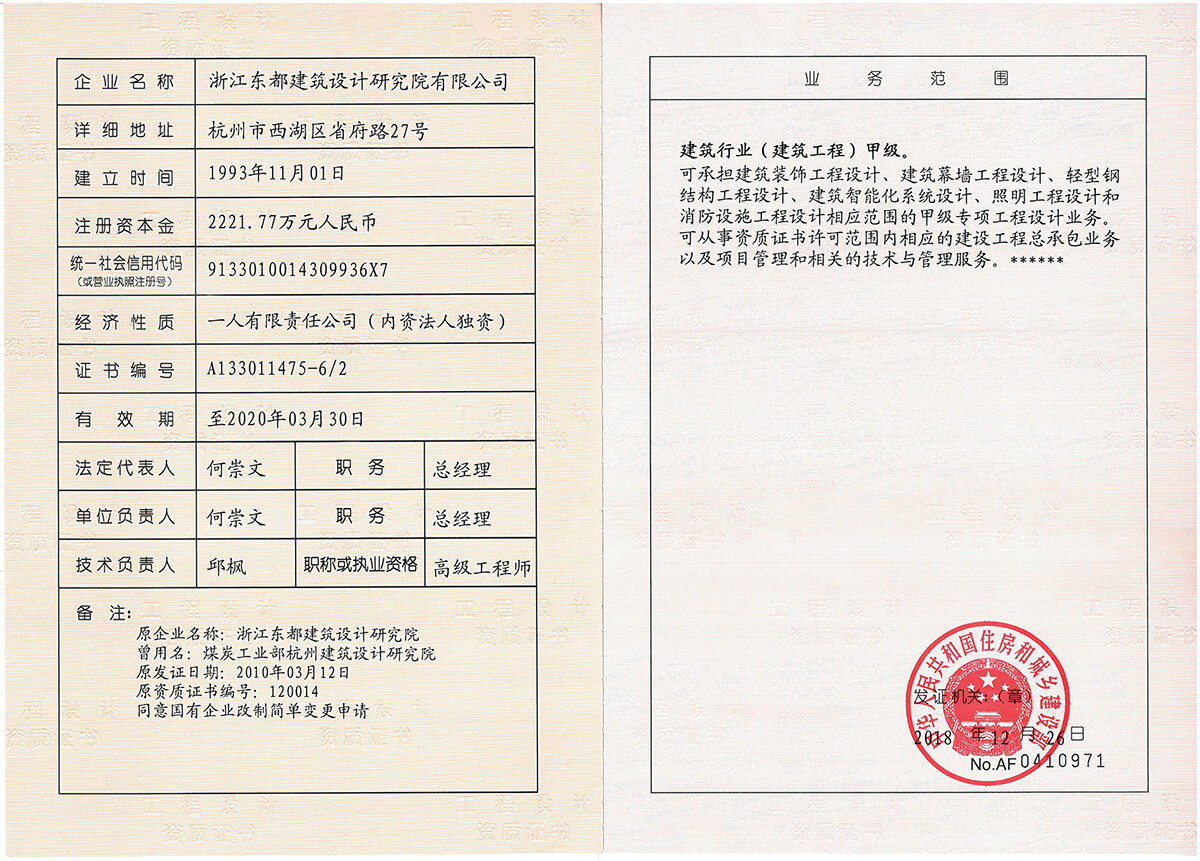 企业名称 浙江东都建筑设计研究院有限公司
详细地址 杭州市西湖区省府路27号
建立时间 1993年11月01日
注册资本金 2221.77万元人民币
统一社会信用代码 9133010014309936X7
（或营业执照注册号）
经济性质 一人有限责任公司（内资法人独资）
证书编号 A133011475-6/2
有效期 至2020年03月30日
法定代表人 何崇文 职务 总经理
单位负责人 何崇文 职务 总经理
技术负责人 邱枫 职称或执业资格 高级工程师
备注：
原企业名称：浙江东都建筑设计研究院
曾用名：煤炭工业部杭州建筑设计研究院
原发证日期：2010年03月12日
原资质证书编号：120014
同意国有企业改制简单变更申请
业务范围
建筑行业（建筑工程）甲级。
可承担建筑装饰工程设计、建筑幕墙工程设计、轻型钢
结构工程设计、建筑智能化系统设计、照明工程设计和
消防设施工程设计相应范围的甲级专项工程设计业务。
可从事资质证书许可范围内相应的建设工程总承包业务
以及项目管理和相关的技术与管理服务。******
中华人民共和国住房和城乡建设部
发证机关：（章）
2018年12月26日
No.AF 0410971
工程设计
资质证书